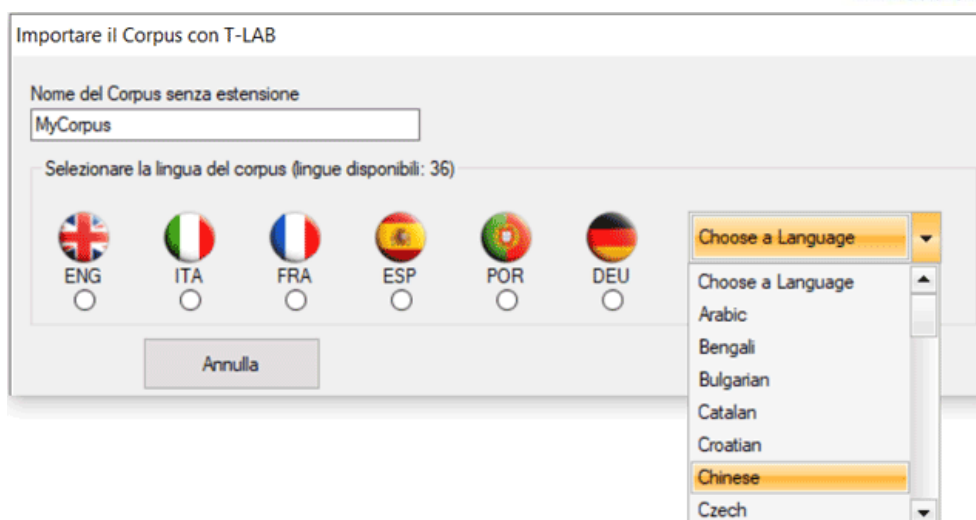 Importare il Corpus con T-LAB
Nome del Corpus senza estensione
MyCorpus
Selezionare la lingua del corpus (lingue disponibili: 36)
ENG ITA FRA ESP POR DEU
Choose a Language
Choose a Language
Arabic
Bengali
Bulgarian
Catalan
Croatian
Chinese
Czech
Annulla